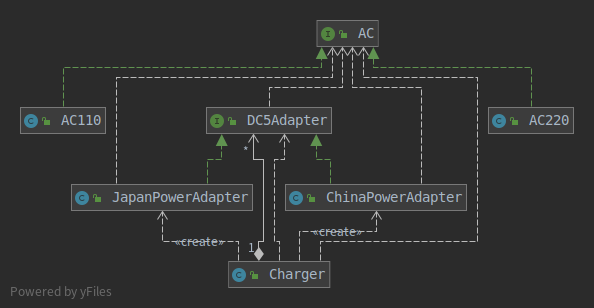 I AC
C AC110
I DC5Adapter
C AC220
*
C JapanPowerAdapter
C ChinaPowerAdapter
«create»
«create»
1
C Charger
Powered by yFiles